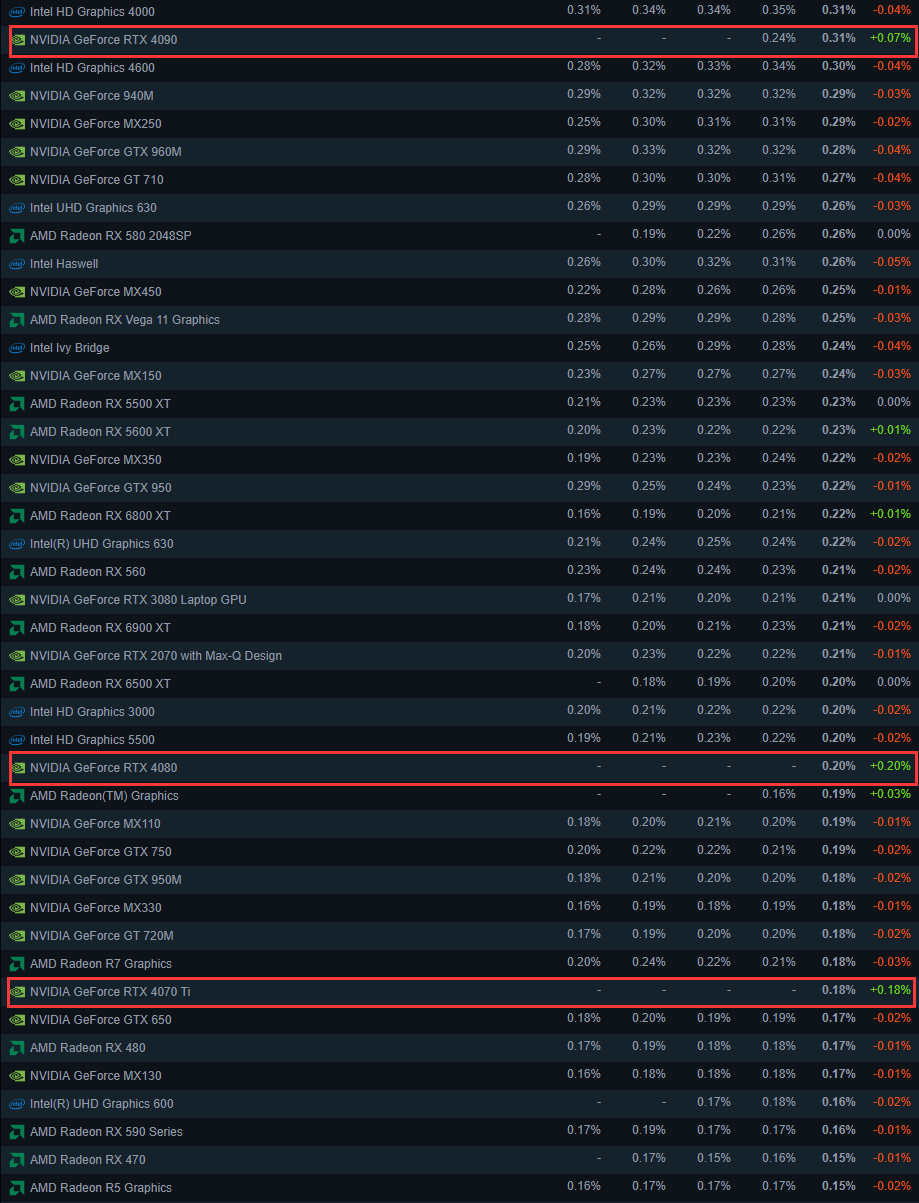 Intel HD Graphics 4000 0.31% 0.34% 0.34% 0.35% 0.31% -0.04%
NVIDIA GeForce RTX 4090 - - - 0.24% 0.31% +0.07%
Intel HD Graphics 4600 0.28% 0.32% 0.33% 0.34% 0.30% -0.04%
NVIDIA GeForce 940M 0.29% 0.32% 0.32% 0.32% 0.29% -0.03%
NVIDIA GeForce MX250 0.25% 0.30% 0.31% 0.31% 0.29% -0.02%
NVIDIA GeForce GTX 960M 0.29% 0.33% 0.32% 0.32% 0.28% -0.04%
NVIDIA GeForce GT 710 0.28% 0.30% 0.30% 0.31% 0.27% -0.04%
Intel UHD Graphics 630 0.26% 0.29% 0.29% 0.29% 0.26% -0.03%
AMD Radeon RX 580 2048SP - 0.19% 0.22% 0.26% 0.26% 0.00%
Intel Haswell 0.26% 0.30% 0.32% 0.31% 0.26% -0.05%
NVIDIA GeForce MX450 0.22% 0.28% 0.26% 0.26% 0.25% -0.01%
AMD Radeon RX Vega 11 Graphics 0.28% 0.29% 0.29% 0.28% 0.25% -0.03%
Intel Ivy Bridge 0.25% 0.26% 0.29% 0.28% 0.24% -0.04%
NVIDIA GeForce MX150 0.23% 0.27% 0.27% 0.27% 0.24% -0.03%
AMD Radeon RX 5500 XT 0.21% 0.23% 0.23% 0.23% 0.23% 0.00%
AMD Radeon RX 5600 XT 0.20% 0.23% 0.22% 0.22% 0.23% +0.01%
NVIDIA GeForce MX350 0.19% 0.23% 0.23% 0.24% 0.22% -0.02%
NVIDIA GeForce GTX 950 0.29% 0.25% 0.24% 0.23% 0.22% -0.01%
AMD Radeon RX 6800 XT 0.16% 0.19% 0.20% 0.21% 0.22% +0.01%
Intel(R) UHD Graphics 630 0.21% 0.24% 0.25% 0.24% 0.22% -0.02%
AMD Radeon RX 560 0.23% 0.24% 0.24% 0.23% 0.21% -0.02%
NVIDIA GeForce RTX 3080 Laptop GPU 0.17% 0.21% 0.20% 0.21% 0.21% 0.00%
AMD Radeon RX 6900 XT 0.18% 0.20% 0.21% 0.23% 0.21% -0.02%
NVIDIA GeForce RTX 2070 with Max-Q Design 0.20% 0.23% 0.22% 0.22% 0.21% -0.01%
AMD Radeon RX 6500 XT - 0.18% 0.19% 0.20% 0.20% 0.00%
Intel HD Graphics 3000 0.20% 0.21% 0.22% 0.22% 0.20% -0.02%
Intel HD Graphics 5500 0.19% 0.21% 0.23% 0.22% 0.20% -0.02%
NVIDIA GeForce RTX 4080 - - - - 0.20% +0.20%
AMD Radeon(TM) Graphics - - - 0.16% 0.19% +0.03%
NVIDIA GeForce MX110 0.18% 0.20% 0.21% 0.20% 0.19% -0.01%
NVIDIA GeForce GTX 750 0.20% 0.22% 0.22% 0.21% 0.19% -0.02%
NVIDIA GeForce GTX 950M 0.18% 0.21% 0.20% 0.20% 0.18% -0.02%
NVIDIA GeForce MX330 0.16% 0.19% 0.18% 0.19% 0.18% -0.01%
NVIDIA GeForce GT 720M 0.17% 0.19% 0.20% 0.20% 0.18% -0.02%
AMD Radeon R7 Graphics 0.20% 0.24% 0.22% 0.21% 0.18% -0.03%
NVIDIA GeForce RTX 4070 Ti - - - - 0.18% +0.18%
NVIDIA GeForce GTX 650 0.18% 0.20% 0.19% 0.19% 0.17% -0.02%
AMD Radeon RX 480 0.17% 0.19% 0.18% 0.18% 0.17% -0.01%
NVIDIA GeForce MX130 0.16% 0.18% 0.18% 0.18% 0.17% -0.01%
Intel(R) UHD Graphics 600 - - 0.17% 0.18% 0.16% -0.02%
AMD Radeon RX 590 Series 0.17% 0.19% 0.17% 0.17% 0.16% -0.01%
AMD Radeon RX 470 - 0.17% 0.15% 0.16% 0.15% -0.01%
AMD Radeon R5 Graphics 0.16% 0.18% 0.17% 0.17% 0.15% -0.02%